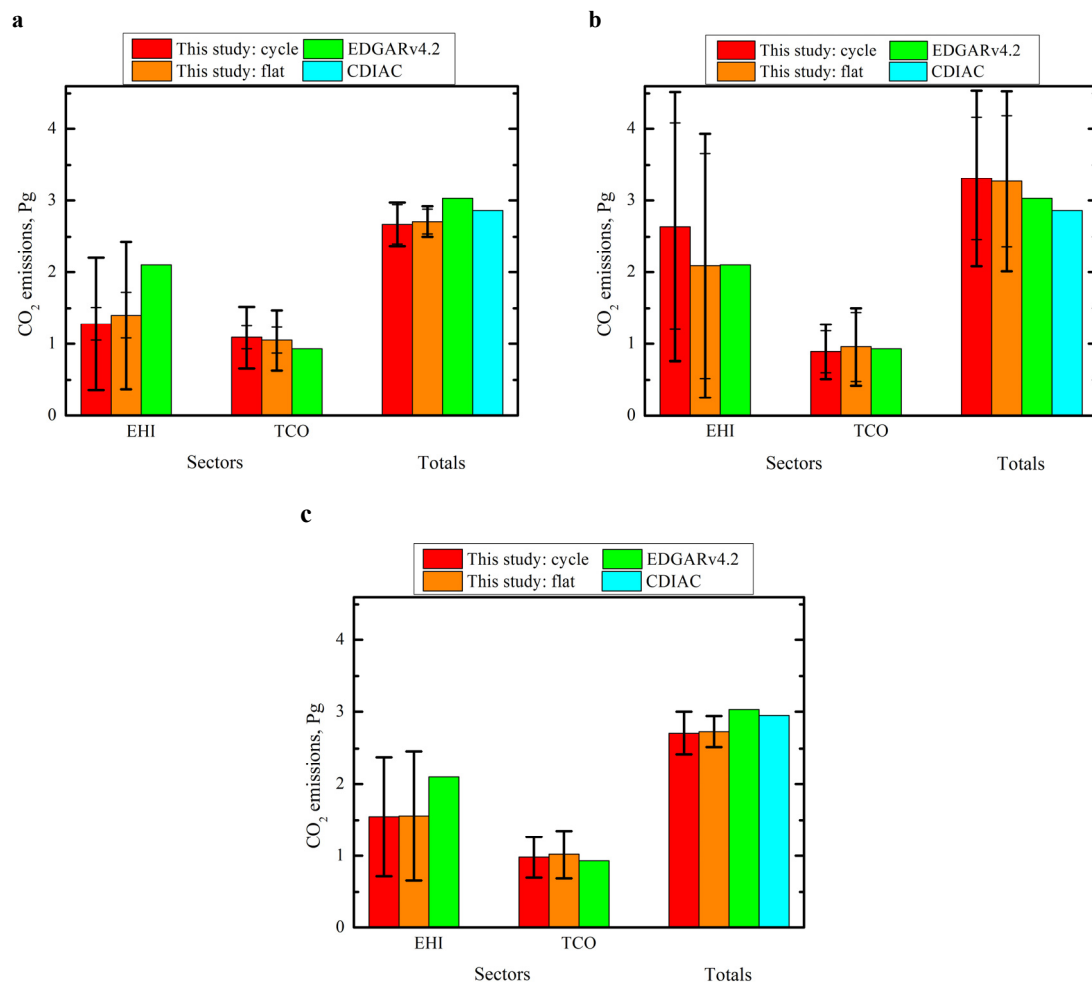 a
This study: cycle EDGARv4.2
This study: flat CDIAC
4
3
2
1
0
CO2 emissions, Pg
EHI TCO
Sectors Totals
b
This study: cycle EDGARv4.2
This study: flat CDIAC
4
3
2
1
0
CO2 emissions, Pg
EHI TCO
Sectors Totals
c
This study: cycle EDGARv4.2
This study: flat CDIAC
4
3
2
1
0
CO2 emissions, Pg
EHI TCO
Sectors Totals